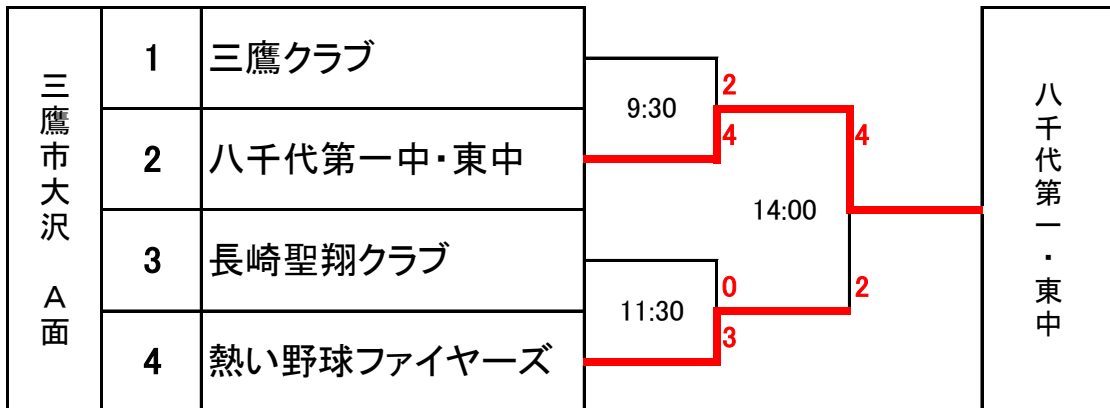 三鷹市大沢 A面
1 三鷹クラブ
2 八千代第一中・東中
3 長崎聖翔クラブ
4 熱い野球ファイヤーズ
9:30
2
4
11:30
0
3
14:00
4
2
八千代第一・東中